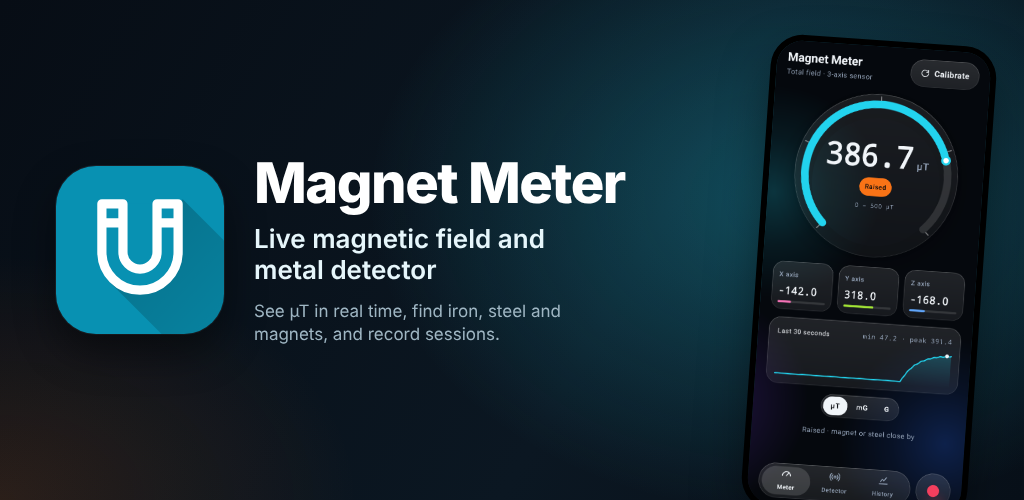 Magnet Meter
Live magnetic field and
metal detector
See µT in real time, find iron, steel and
magnets, and record sessions.
Magnet Meter
Total field · 3-axis sensor
Calibrate
386.7 µT
Raised
0 – 500 µT
X axis
-142.0
Y axis
318.0
Z axis
-168.0
Last 30 seconds
min 47.2 · peak 391.4
µT
mG
G
Raised · magnet or steel close by
Meter
Detector
History